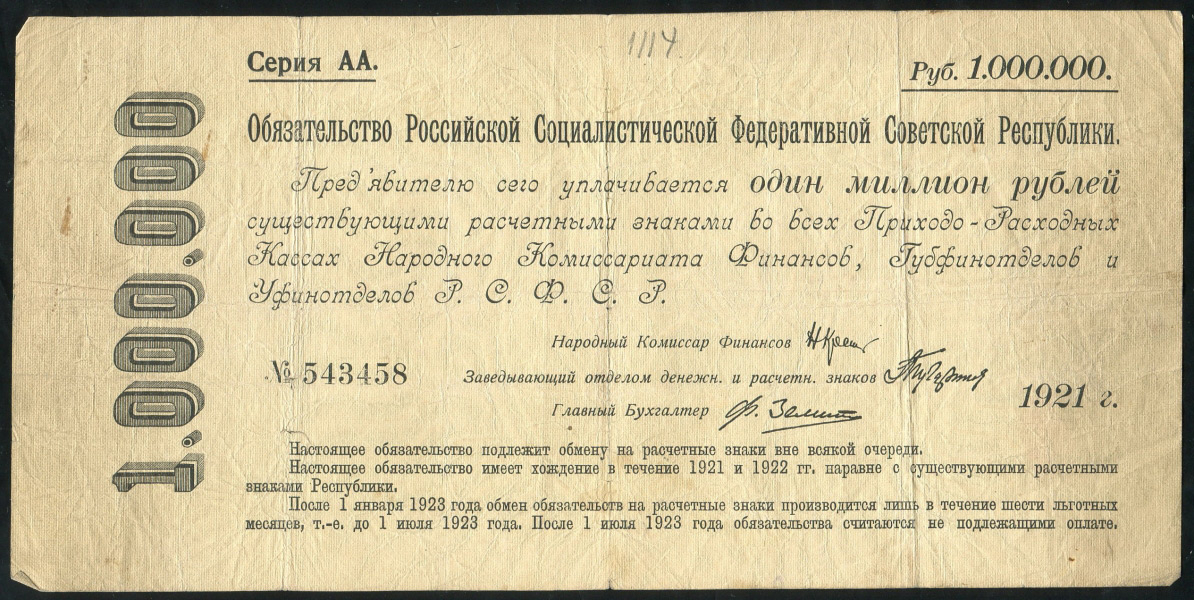 1114
Серия АА.
Руб. 1.000.000.
1.000.000
Обязательство Российской Социалистической Федеративной Советской Республики.
Пред'явителю сего уплачивается один миллион рублей
существующими расчетными знаками во всех Приходо-Расходных
Кассах Народного Комиссариата Финансов, Губфинотделов и
Уфинотделов Р. С. Ф. С. Р.
Народный Комиссар Финансов
№ 543458
Заведывающий отделом денежн. и расчетн. знаков
1921 г.
Главный Бухгалтер
Настоящее обязательство подлежит обмену на расчетные знаки вне всякой очереди.
Настоящее обязательство имеет хождение в течение 1921 и 1922 гг. наравне с существующими расчетными
знаками Республики.
После 1 января 1923 года обмен обязательств на расчетные знаки производится лишь в течение шести льготных
месяцев, т.-е. до 1 июля 1923 года. После 1 июля 1923 года обязательства считаются не подлежащими оплате.